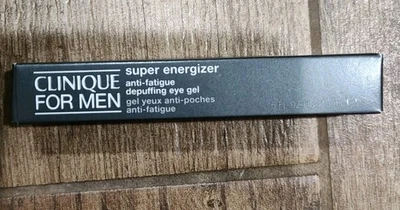 CLINIQUE
FOR MEN
super energizer
anti-fatigue
depuffing eye gel
gel yeux anti-poches
anti-fatigue